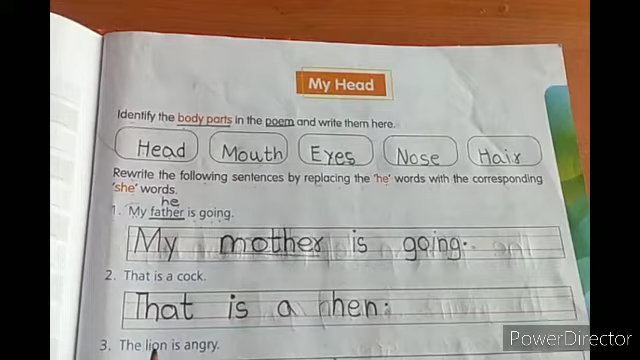 My Head
Identify the body parts in the poem and write them here.
Head Mouth Eyes Nose Hair
Rewrite the following sentences by replacing the 'he' words with the corresponding
'she' words.
he
1. My father is going.
My mother is going.
2. That is a cock.
That is a hen.
3. The lion is angry.
PowerDirector